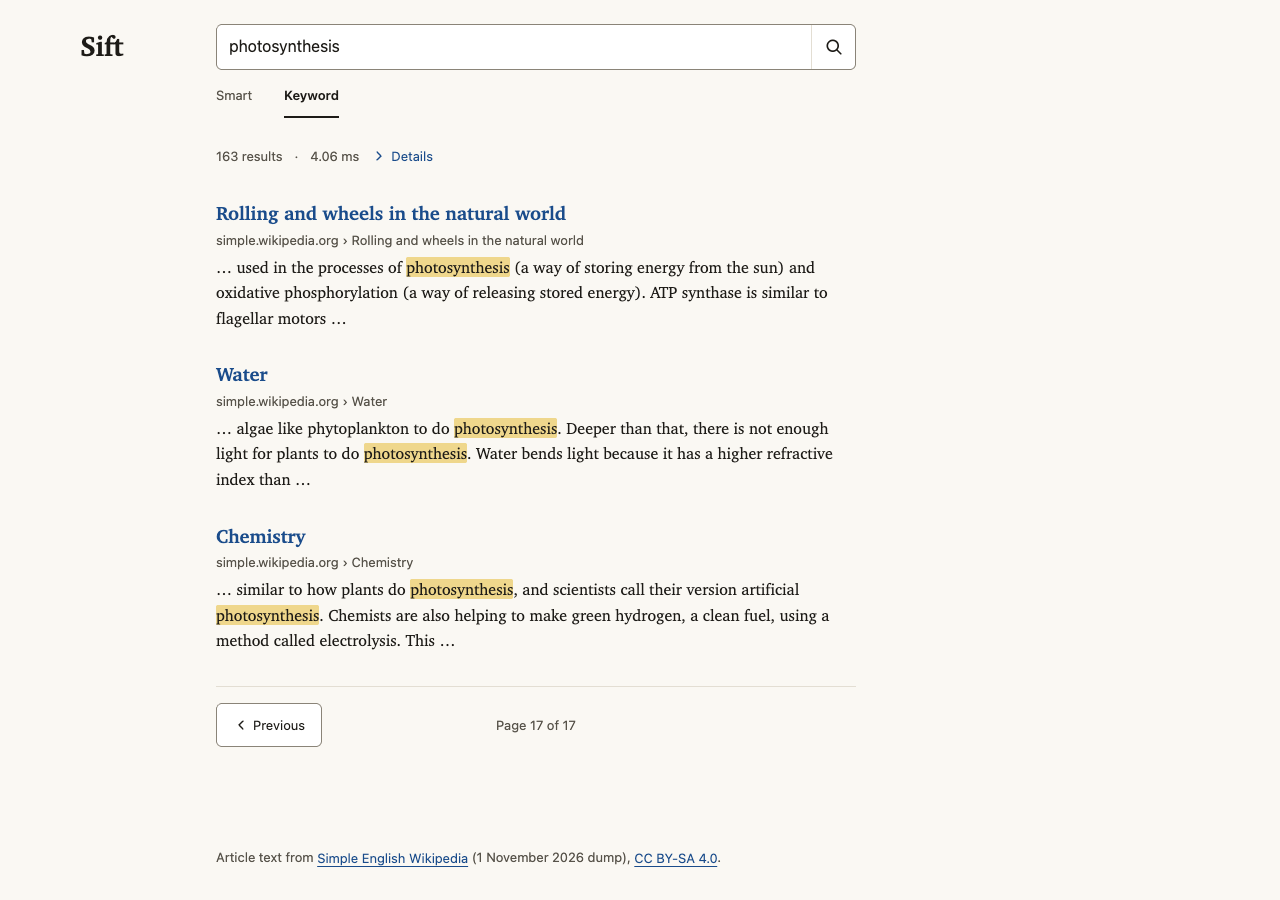 Sift
photosynthesis
Smart
Keyword
163 results · 4.06 ms
Details
Rolling and wheels in the natural world
simple.wikipedia.org › Rolling and wheels in the natural world
… used in the processes of photosynthesis (a way of storing energy from the sun) and
oxidative phosphorylation (a way of releasing stored energy). ATP synthase is similar to
flagellar motors …
Water
simple.wikipedia.org › Water
… algae like phytoplankton to do photosynthesis. Deeper than that, there is not enough
light for plants to do photosynthesis. Water bends light because it has a higher refractive
index than …
Chemistry
simple.wikipedia.org › Chemistry
… similar to how plants do photosynthesis, and scientists call their version artificial
photosynthesis. Chemists are also helping to make green hydrogen, a clean fuel, using a
method called electrolysis. This …
Previous
Page 17 of 17
Article text from Simple English Wikipedia (1 November 2026 dump), CC BY-SA 4.0.